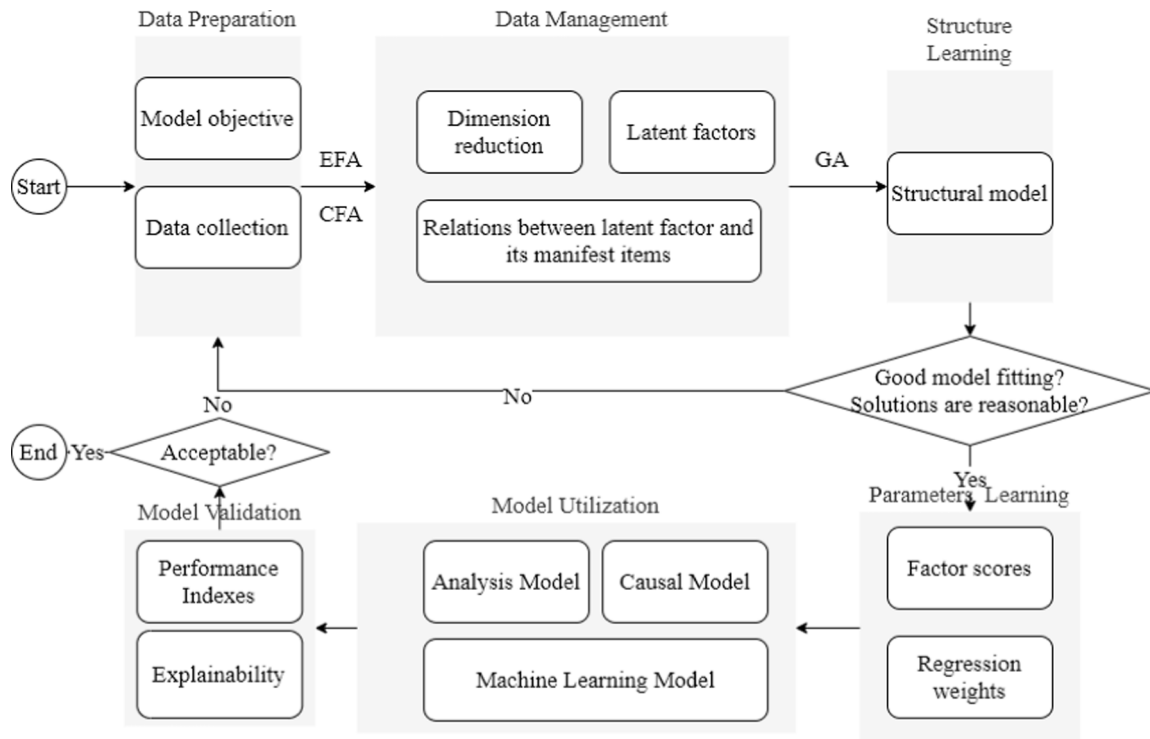 Data Preparation
Data Management
Structure
Learning
Model objective
Dimension
reduction
Latent factors
EFA
GA
Start
Structural model
CFA
Data collection
Relations between latent factor and
its manifest items
Good model fitting?
Solutions are reasonable?
No
No
End
Yes
Acceptable?
Yes
Parameters Learning
Model Validation
Model Utilization
Performance
Indexes
Analysis Model
Causal Model
Factor scores
Explainability
Machine Learning Model
Regression
weights